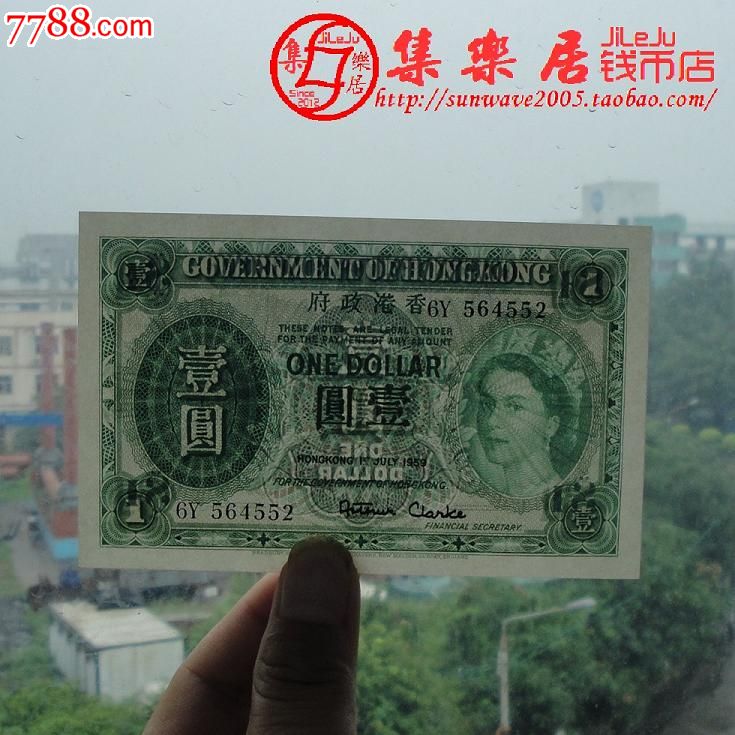 7788.com
JiLeJu
集
樂
居
Since
2012
集樂居
JiLeJu
钱币店
http://sunwave2005.taobao.com/
壹
GOVERNMENT OF HONGKONG
1
府政港香
6Y 564552
THESE NOTES ARE LEGAL TENDER
FOR THE PAYMENT OF ANY AMOUNT
ONE DOLLAR
壹圓
圓壹
HONGKONG 1ST JULY 1959
FOR THE GOVERNMENT OF HONGKONG
6Y 564552
Arthur Clarke
FINANCIAL SECRETARY
1
壹